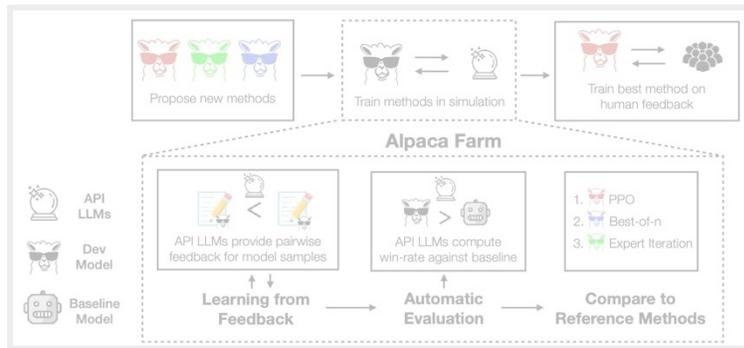 Propose new methods
Train methods in simulation
Train best method on
human feedback
Alpaca Farm
API
LLMs
Dev
Model
Baseline
Model
<
API LLMs provide pairwise
feedback for model samples
Learning from
Feedback
>
API LLMs compute
win-rate against baseline
Automatic
Evaluation
1. PPO
2. Best-of-n
3. Expert Iteration
Compare to
Reference Methods